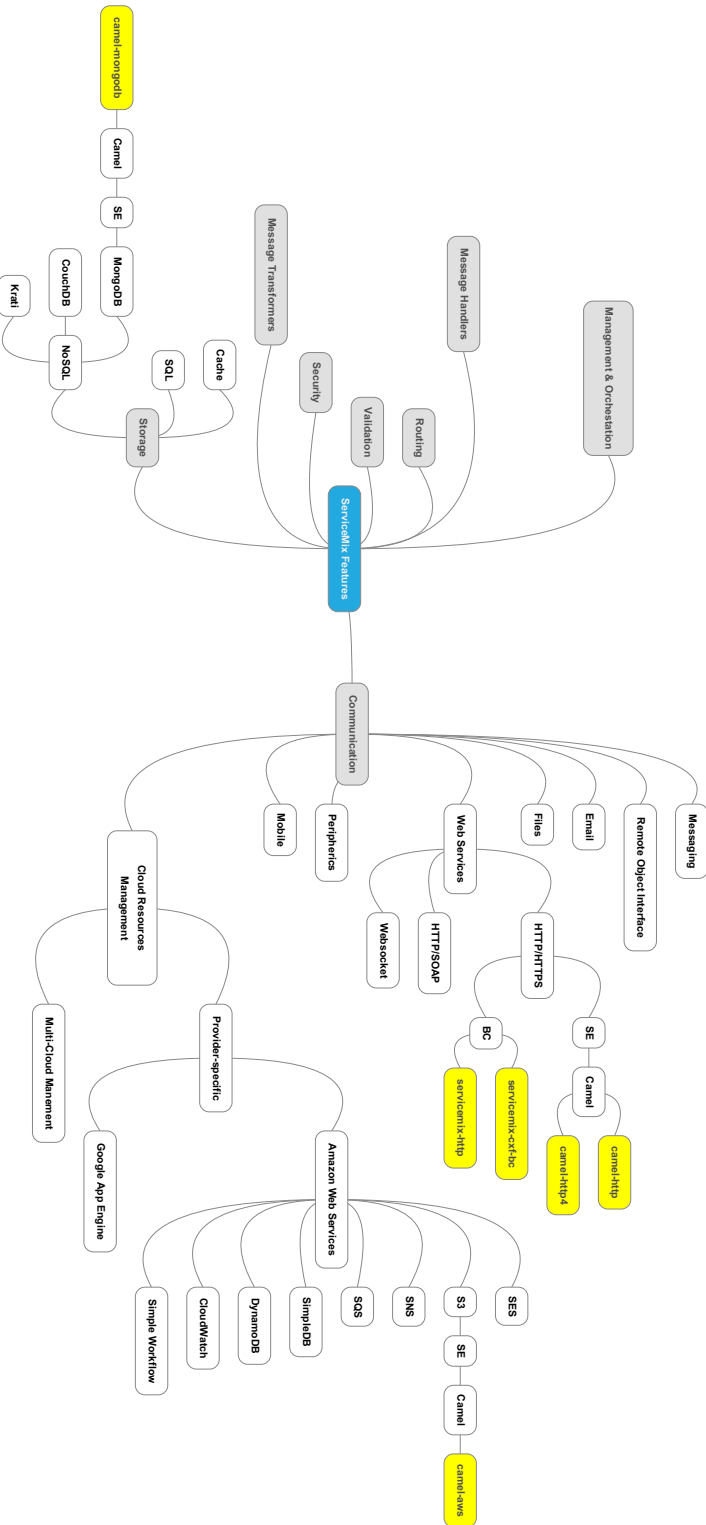 camel-mongodb
Camel
SE
MongoDB
CouchDB
Krati
NoSQL
SQL
Cache
Storage
Message Transformers
Security
Validation
Routing
Message Handlers
Management & Orchestation
ServiceMix Features
Communication
Messaging
Remote Object Interface
Email
Files
Web Services
Peripherics
Mobile
Cloud Resources
Management
HTTP/HTTPS
HTTP/SOAP
Websocket
SE
Camel
camel-http
camel-http4
BC
servicemix-cxf-bc
servicemix-http
Provider-specific
Multi-Cloud Manement
Amazon Web Services
Google App Engine
SES
S3
SE
Camel
camel-aws
SNS
SQS
SimpleDB
DynamoDB
CloudWatch
Simple Workflow